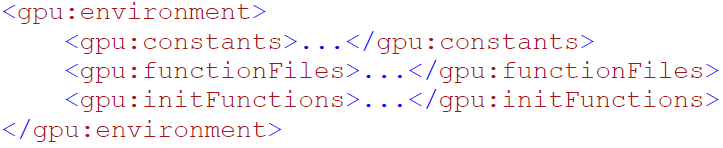 <gpu:environment>
    <gpu:constants>...</gpu:constants>
    <gpu:functionFiles>...</gpu:functionFiles>
    <gpu:initFunctions>...</gpu:initFunctions>
</gpu:environment>